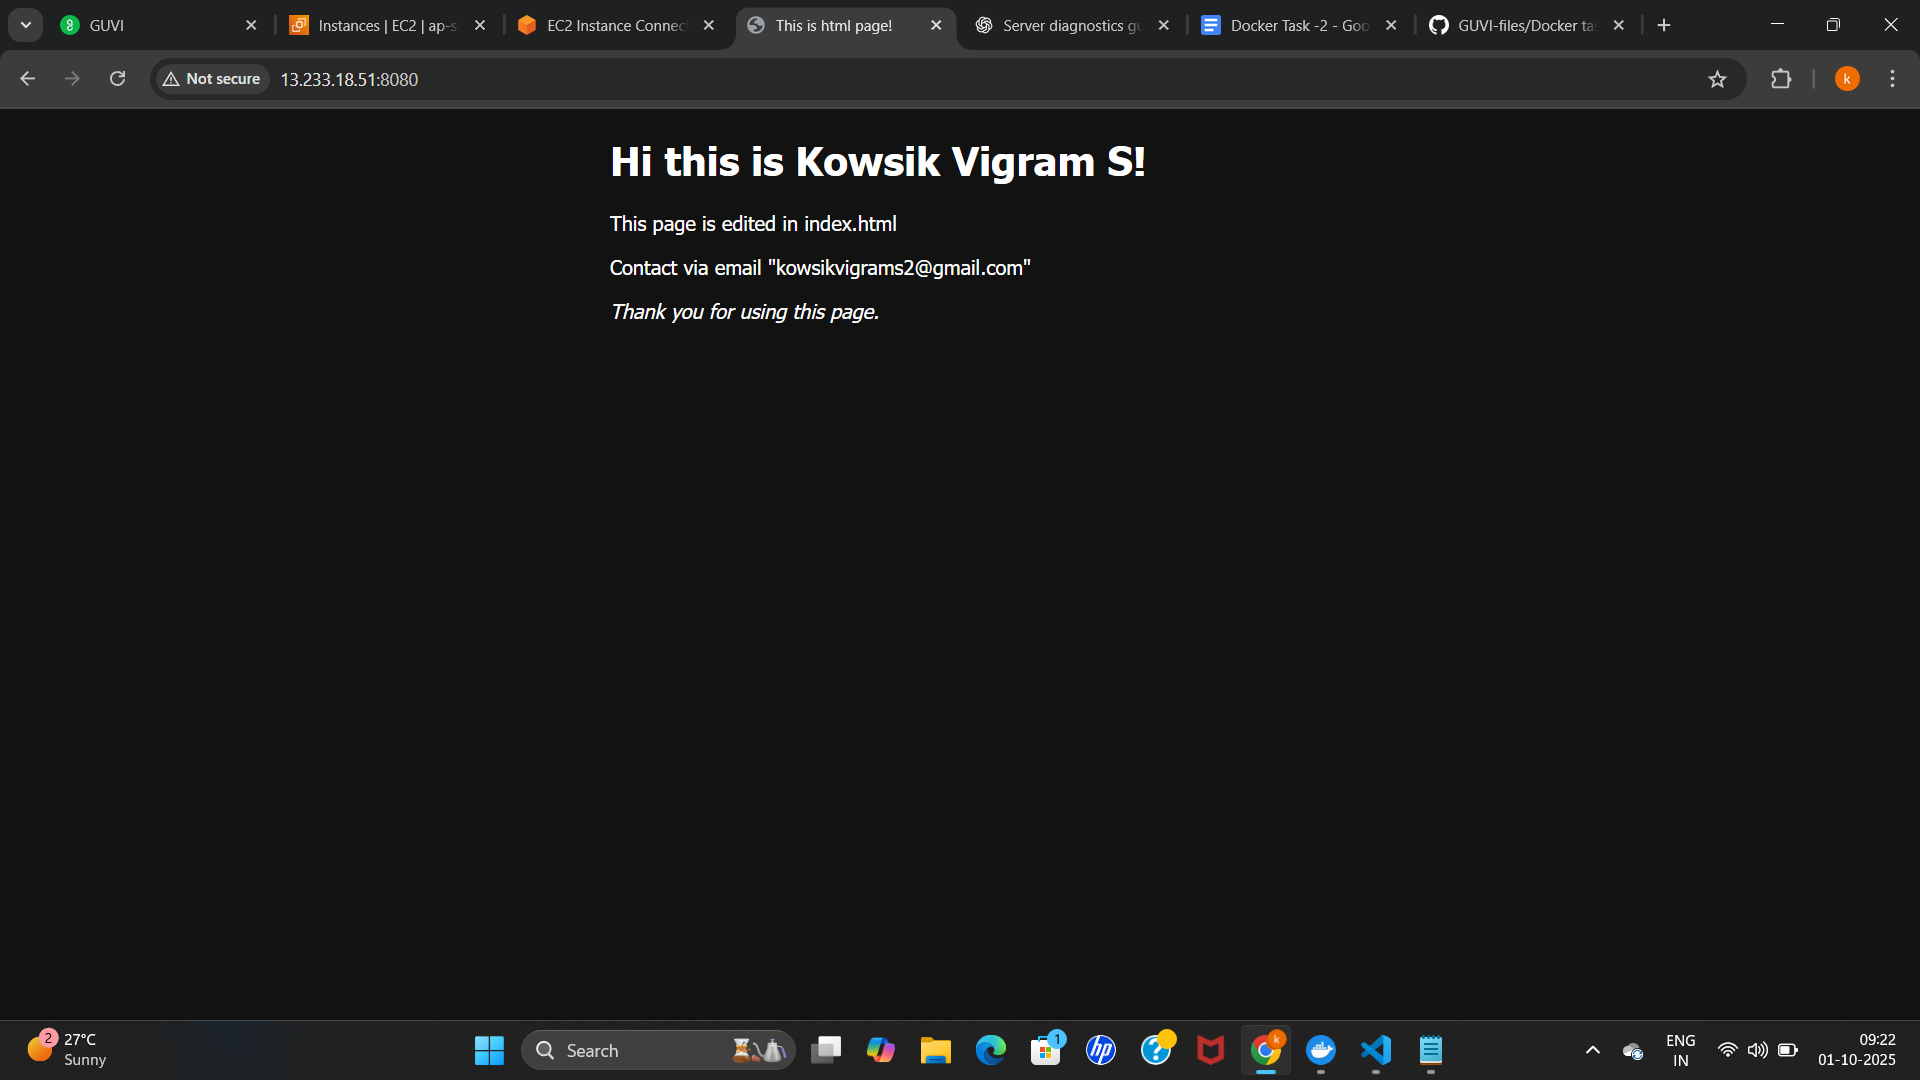 GUVI
Instances | EC2 | ap-s
EC2 Instance Connec
This is html page!
Server diagnostics gu
Docker Task -2 - Goo
GUVI-files/Docker tas
Not secure
13.233.18.51:8080
k
Hi this is Kowsik Vigram S!
This page is edited in index.html
Contact via email "kowsikvigrams2@gmail.com"
Thank you for using this page.
2
27°C
Sunny
Search
1
hp
k
ENG
IN
09:22
01-10-2025